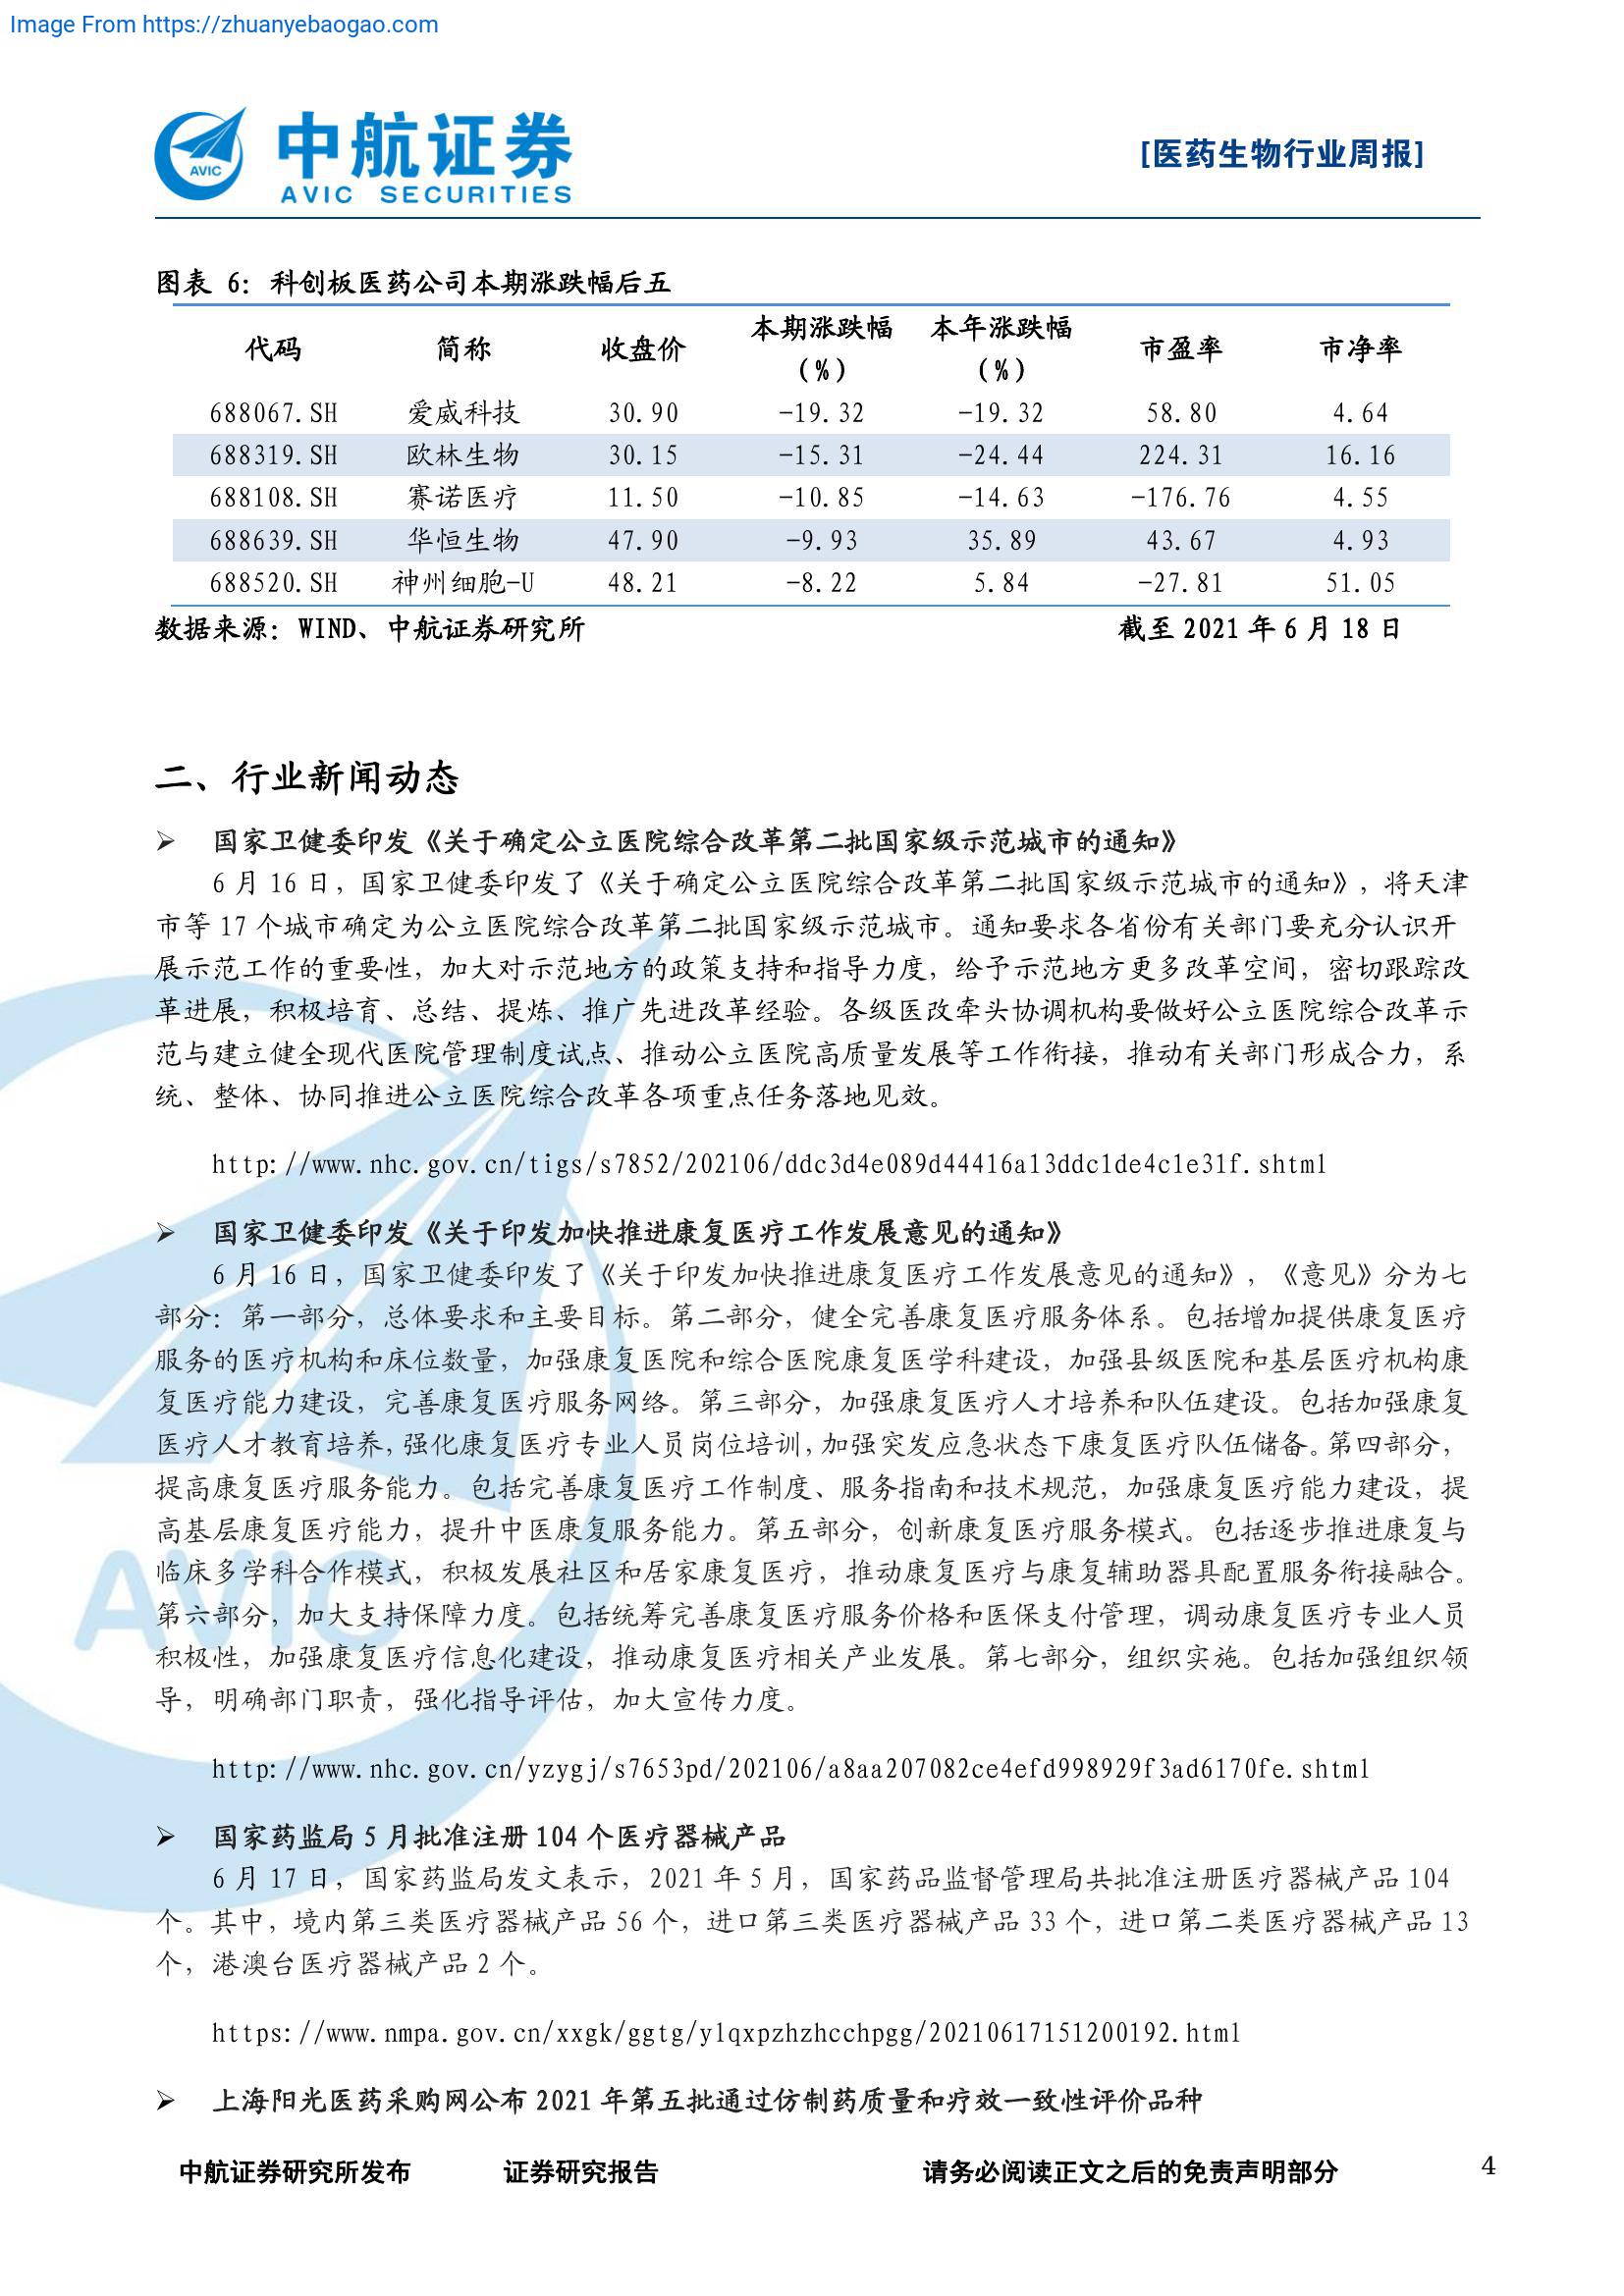 Image From https://zhuanyebaogao.com
AVIC
中航证券
AVIC SECURITIES
[医药生物行业周报]
图表 6：科创板医药公司本期涨跌幅后五
代码 简称 收盘价 本期涨跌幅（%） 本年涨跌幅（%） 市盈率 市净率
688067.SH 爱威科技 30.90 -19.32 -19.32 58.80 4.64
688319.SH 欧林生物 30.15 -15.31 -24.44 224.31 16.16
688108.SH 赛诺医疗 11.50 -10.85 -14.63 -176.76 4.55
688639.SH 华恒生物 47.90 -9.93 35.89 43.67 4.93
688520.SH 神州细胞-U 48.21 -8.22 5.84 -27.81 51.05
数据来源：WIND、中航证券研究所 截至 2021 年 6 月 18 日
二、行业新闻动态
➢ 国家卫健委印发《关于确定公立医院综合改革第二批国家级示范城市的通知》
6 月 16 日，国家卫健委印发了《关于确定公立医院综合改革第二批国家级示范城市的通知》，将天津
市等 17 个城市确定为公立医院综合改革第二批国家级示范城市。通知要求各省份有关部门要充分认识开
展示范工作的重要性，加大对示范地方的政策支持和指导力度，给予示范地方更多改革空间，密切跟踪改
革进展，积极培育、总结、提炼、推广先进改革经验。各级医改牵头协调机构要做好公立医院综合改革示
范与建立健全现代医院管理制度试点、推动公立医院高质量发展等工作衔接，推动有关部门形成合力，系
统、整体、协同推进公立医院综合改革各项重点任务落地见效。
http://www.nhc.gov.cn/tigs/s7852/202106/ddc3d4e089d44416a13ddc1de4c1e31f.shtml
➢ 国家卫健委印发《关于印发加快推进康复医疗工作发展意见的通知》
6 月 16 日，国家卫健委印发了《关于印发加快推进康复医疗工作发展意见的通知》，《意见》分为七
部分：第一部分，总体要求和主要目标。第二部分，健全完善康复医疗服务体系。包括增加提供康复医疗
服务的医疗机构和床位数量，加强康复医院和综合医院康复医学科建设，加强县级医院和基层医疗机构康
复医疗能力建设，完善康复医疗服务网络。第三部分，加强康复医疗人才培养和队伍建设。包括加强康复
医疗人才教育培养，强化康复医疗专业人员岗位培训，加强突发应急状态下康复医疗队伍储备。第四部分，
提高康复医疗服务能力。包括完善康复医疗工作制度、服务指南和技术规范，加强康复医疗能力建设，提
高基层康复医疗能力，提升中医康复服务能力。第五部分，创新康复医疗服务模式。包括逐步推进康复与
临床多学科合作模式，积极发展社区和居家康复医疗，推动康复医疗与康复辅助器具配置服务衔接融合。
第六部分，加大支持保障力度。包括统筹完善康复医疗服务价格和医保支付管理，调动康复医疗专业人员
积极性，加强康复医疗信息化建设，推动康复医疗相关产业发展。第七部分，组织实施。包括加强组织领
导，明确部门职责，强化指导评估，加大宣传力度。
http://www.nhc.gov.cn/yzygj/s7653pd/202106/a8aa207082ce4efd998929f3ad6170fe.shtml
➢ 国家药监局 5 月批准注册 104 个医疗器械产品
6 月 17 日，国家药监局发文表示，2021 年 5 月，国家药品监督管理局共批准注册医疗器械产品 104
个。其中，境内第三类医疗器械产品 56 个，进口第三类医疗器械产品 33 个，进口第二类医疗器械产品 13
个，港澳台医疗器械产品 2 个。
https://www.nmpa.gov.cn/xxgk/ggtg/ylqxpzhzhcchpgg/20210617151200192.html
➢ 上海阳光医药采购网公布 2021 年第五批通过仿制药质量和疗效一致性评价品种
AVIC
中航证券研究所发布 证券研究报告 请务必阅读正文之后的免责声明部分 4